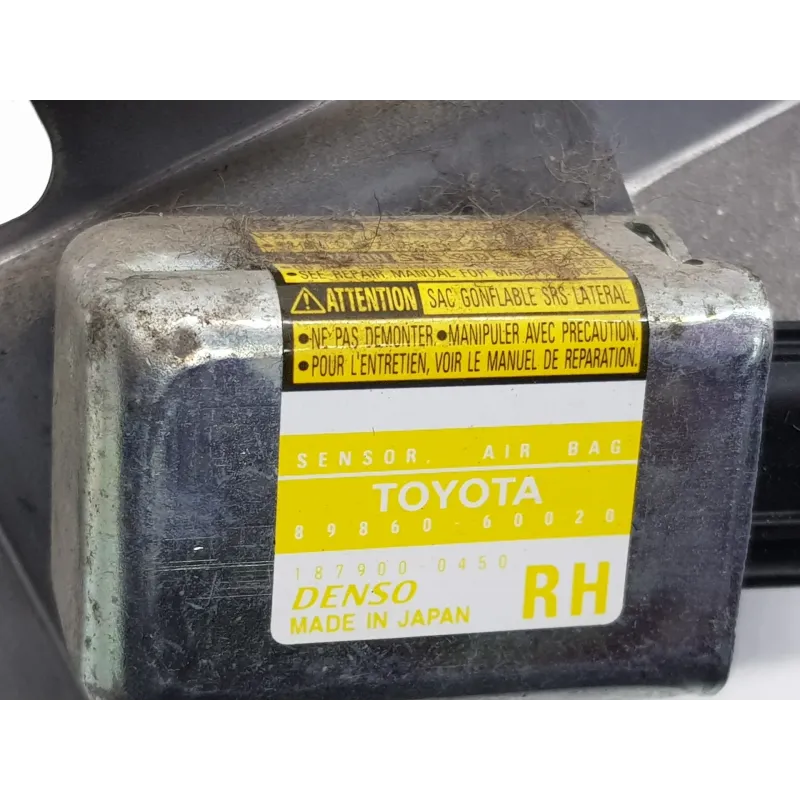 •SEE REPAIR MANUAL FOR
ATTENTION SAC GONFLABLE SRS LATERAL
•NE PAS DEMONTER. •MANIPULER AVEC PRECAUTION.
•POUR L'ENTRETIEN, VOIR LE MANUEL DE REPARATION.
SENSOR, AIR BAG
TOYOTA
89860-60020
187900-0450
DENSO RH
MADE IN JAPAN